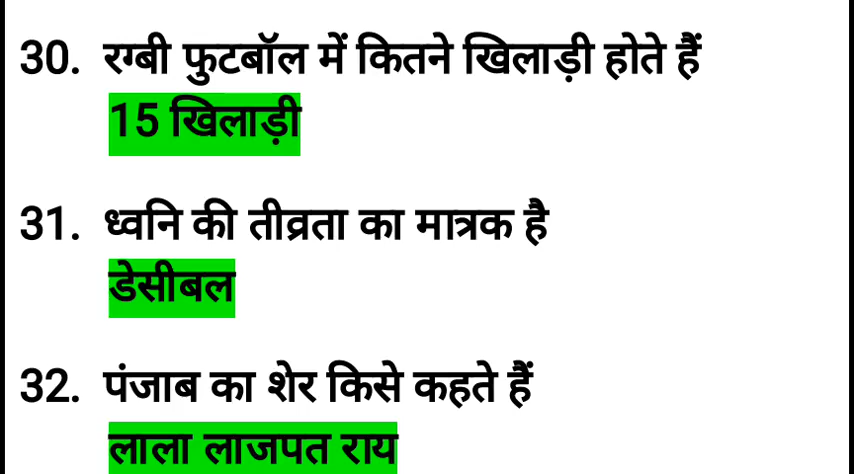 30. रग्बी फुटबॉल में कितने खिलाड़ी होते हैं
15 खिलाड़ी
31. ध्वनि की तीव्रता का मात्रक है
डेसीबल
32. पंजाब का शेर किसे कहते हैं
लाला लाजपत राय